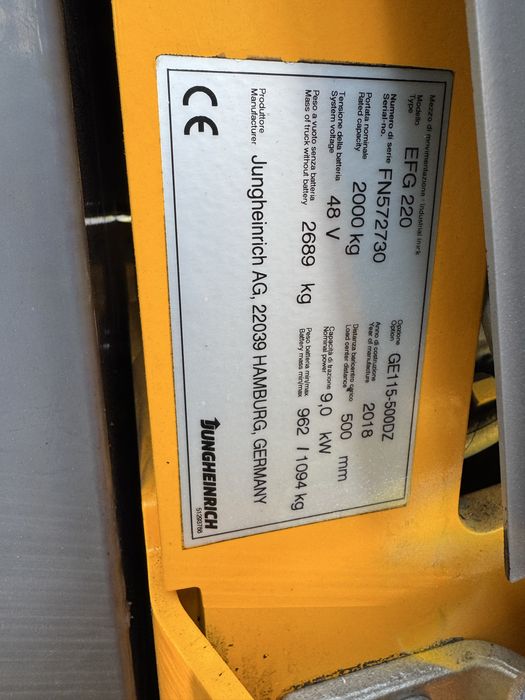 Mezzo di movimentazione - Industrial truck
Modello
Type
EFG 220
Opzione
Option
GE115-500DZ
Numero di serie
Serial-no.
FN572730
Anno di costruzione
Year of manufacture
2018
Portata nominale
Rated capacity
2000 kg
Distanza baricentro carico
Load center distance
500 mm
Tensione della batteria
System voltage
48 V
Capacità di trazione
Nominal power
9,0 kW
Peso a vuoto senza batteria
Mass of truck without battery
2689 kg
Peso batteria min/max
Battery mass min/max
962 / 1094 kg
Produttore
Manufacturer
Jungheinrich AG, 22039 HAMBURG, GERMANY
CE
JUNGHEINRICH
51293766